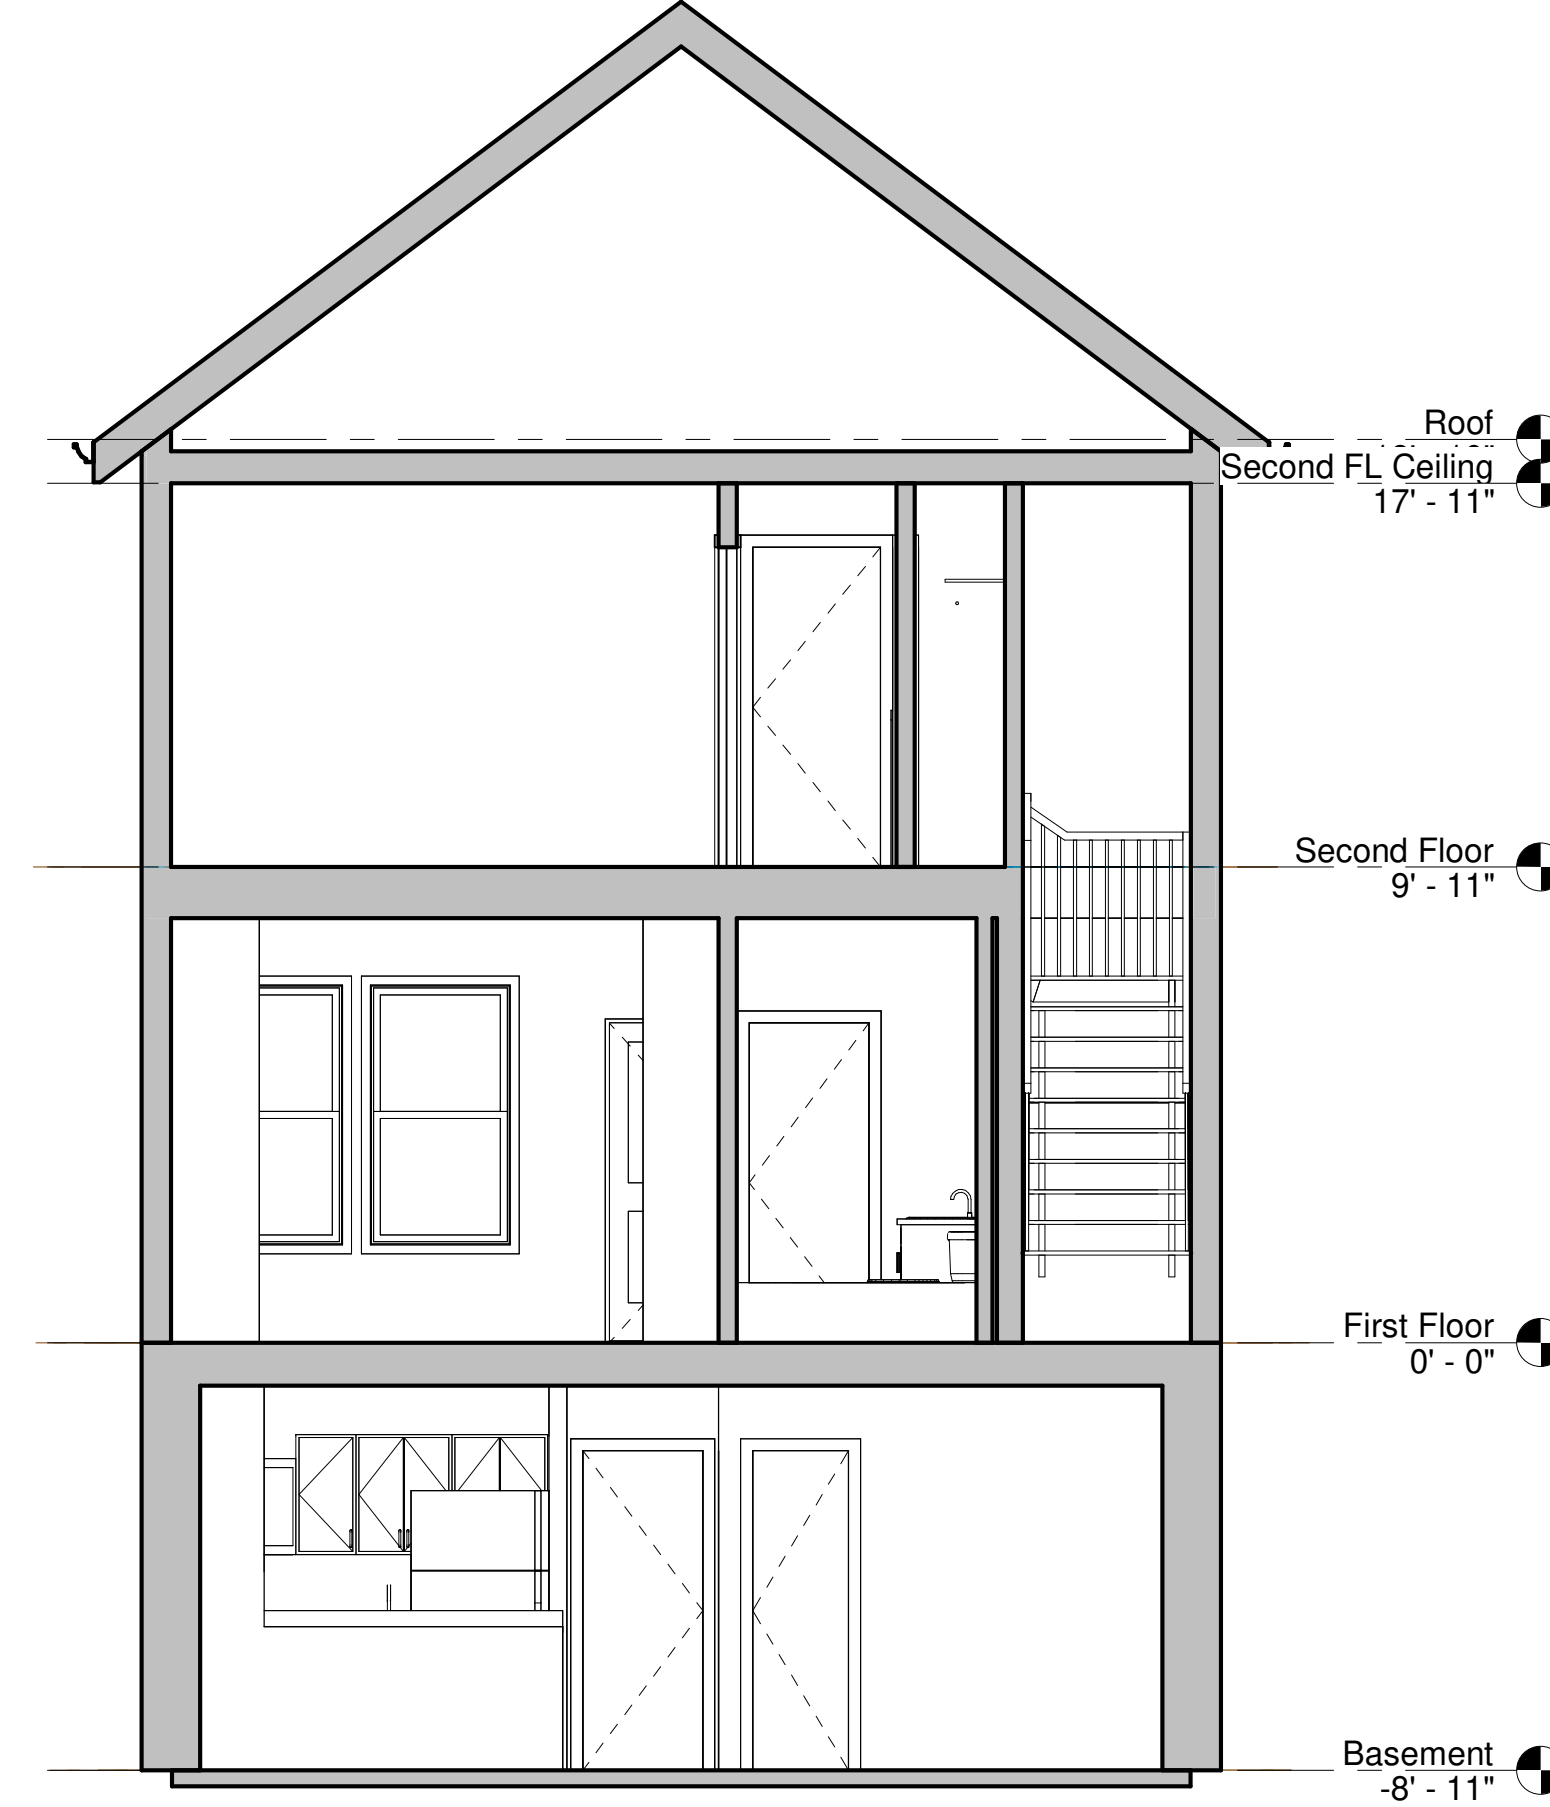 Roof
Second FL Ceiling
17' - 11"
Second Floor
9' - 11"
First Floor
0' - 0"
Basement
-8' - 11"